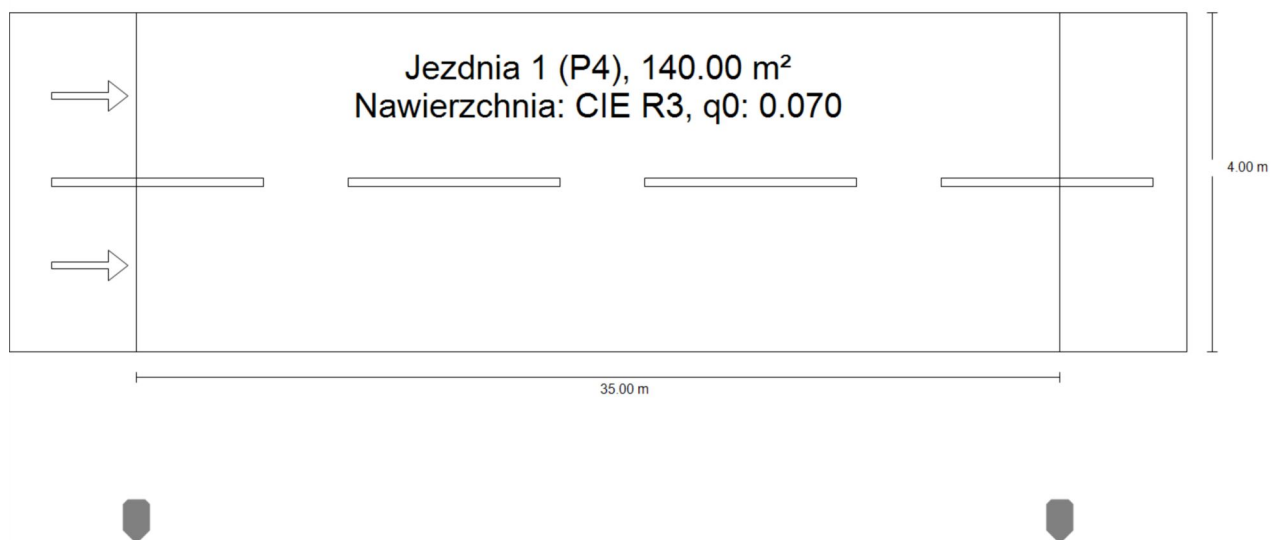 Jezdnia 1 (P4), 140.00 m²
Nawierzchnia: CIE R3, q0: 0.070
4.00 m
35.00 m